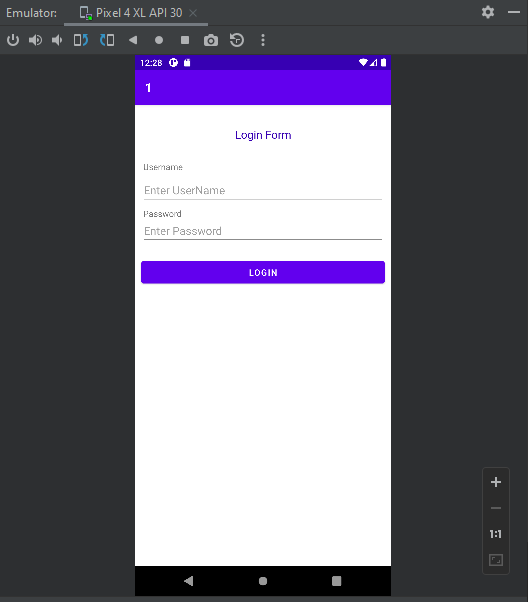 Emulator: Pixel 4 XL API 30
12:28
1
Login Form
Username
Enter UserName
Password
Enter Password
LOGIN
1:1